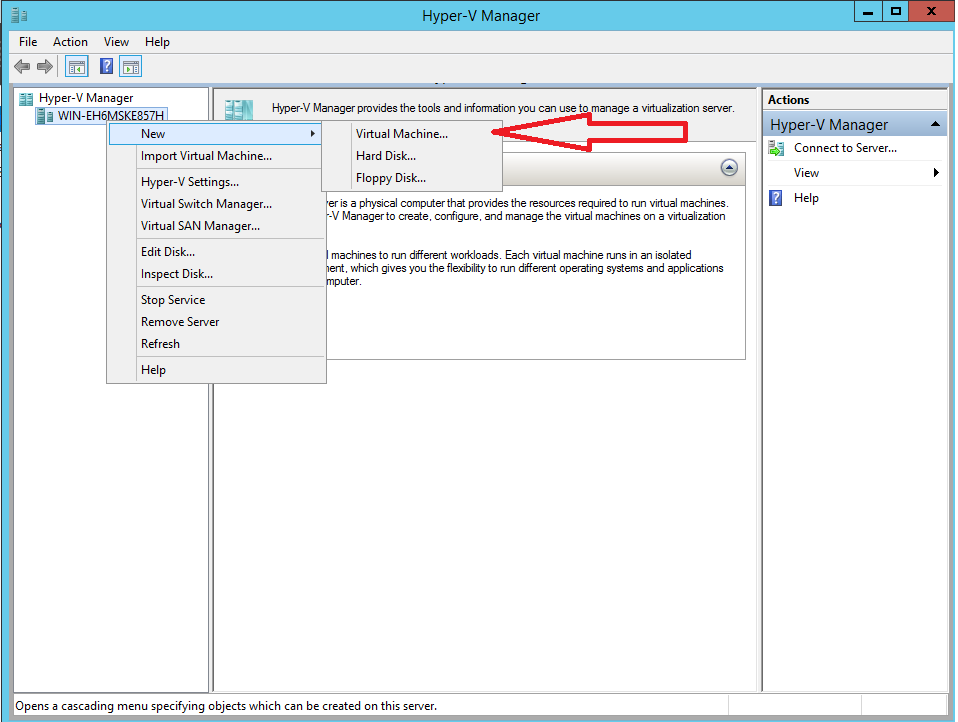 Hyper-V Manager
File Action View Help
Hyper-V Manager
WIN-EH6MSKE857H
New
Import Virtual Machine...
Hyper-V Settings...
Virtual Switch Manager...
Virtual SAN Manager...
Edit Disk...
Inspect Disk...
Stop Service
Remove Server
Refresh
Help
Virtual Machine...
Hard Disk...
Floppy Disk...
Hyper-V Manager provides the tools and information you can use to manage a virtualization server.
is a physical computer that provides the resources required to run virtual machines.
Manager to create, configure, and manage the virtual machines on a virtualization
machines to run different workloads. Each virtual machine runs in an isolated
which gives you the flexibility to run different operating systems and applications
Actions
Hyper-V Manager
Connect to Server...
View
Help
Opens a cascading menu specifying objects which can be created on this server.